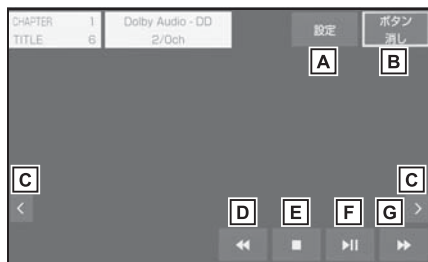 CHAPTER 1
TITLE 6
Dolby Audio - DD
2/0ch
設定
ボタン
消し
A
B
C
C
D
E
F
G